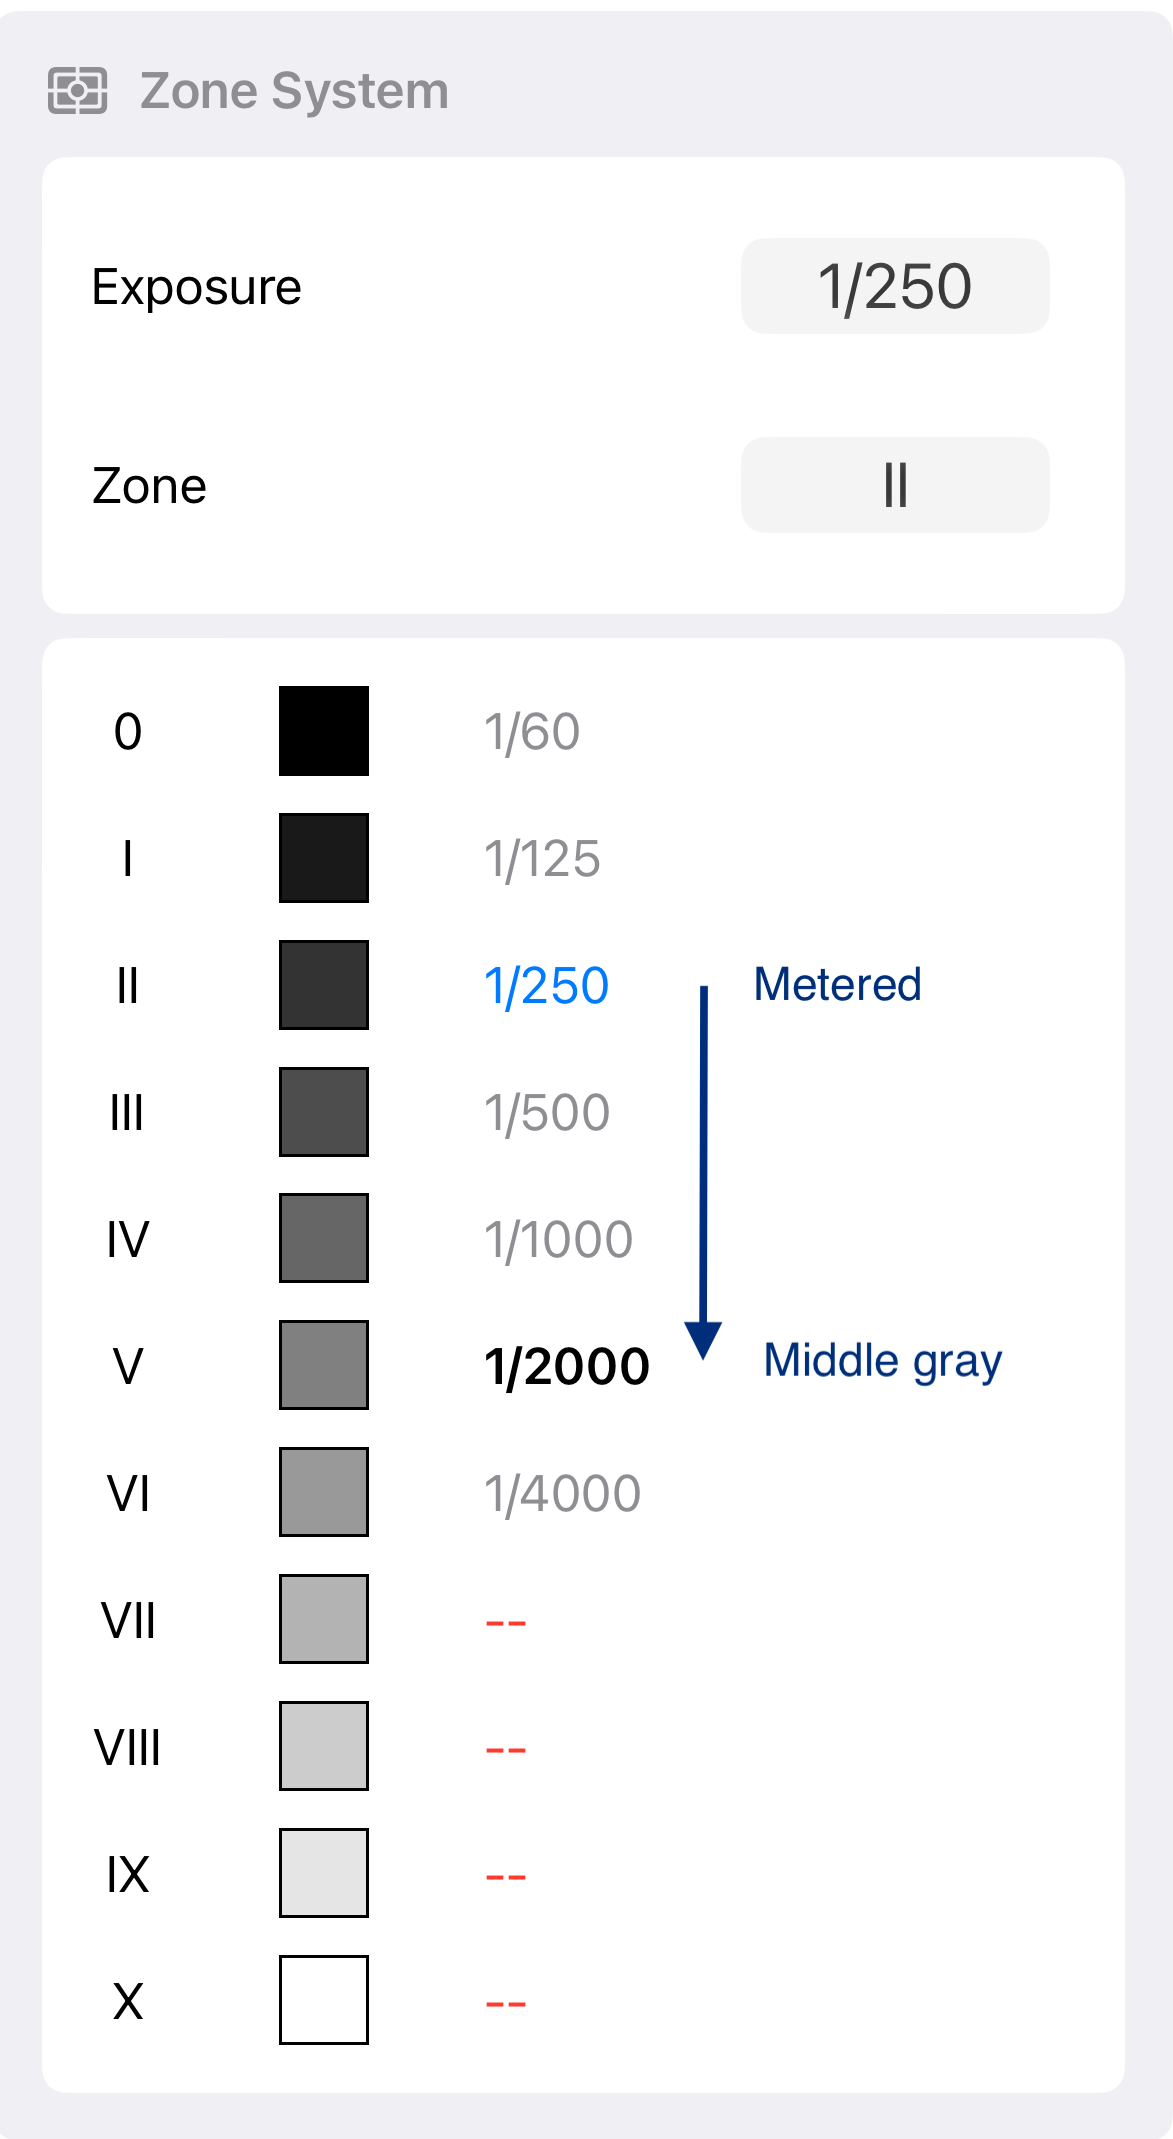 Zone System
Exposure 1/250
Zone II
0 1/60
I 1/125
II 1/250 Metered
III 1/500
IV 1/1000
V 1/2000 Middle gray
VI 1/4000
VII --
VIII --
IX --
X --